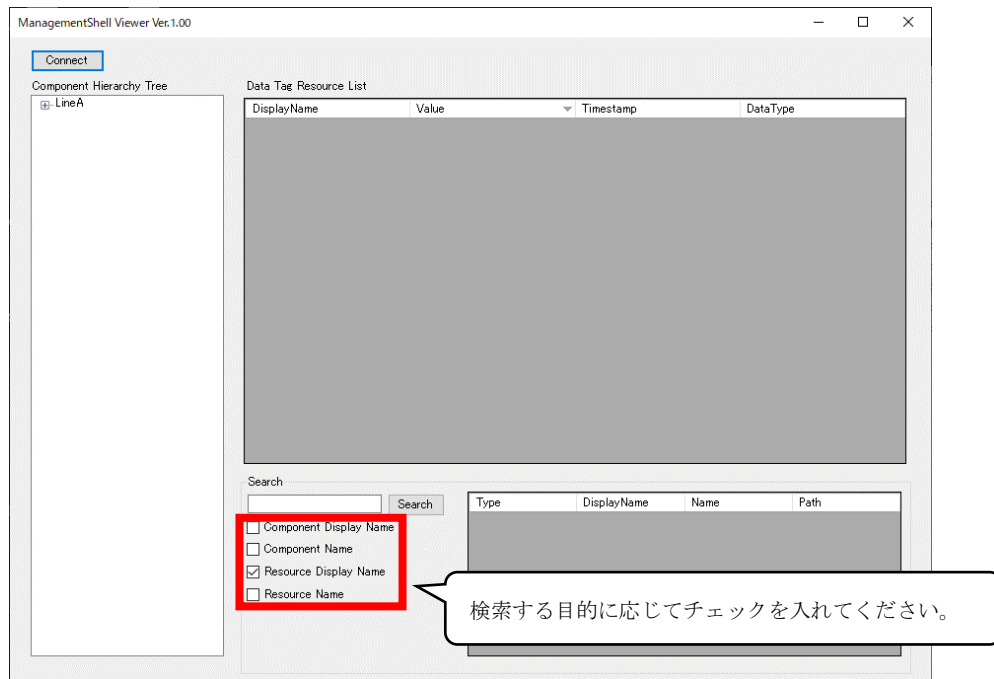 ManagementShell Viewer Ver.1.00
Connect
Component Hierarchy Tree
LineA
Data Tag Resource List
DisplayName Value Timestamp DataType
Search
Search
Type DisplayName Name Path
Component Display Name
Component Name
Resource Display Name
Resource Name
検索する目的に応じてチェックを入れてください。